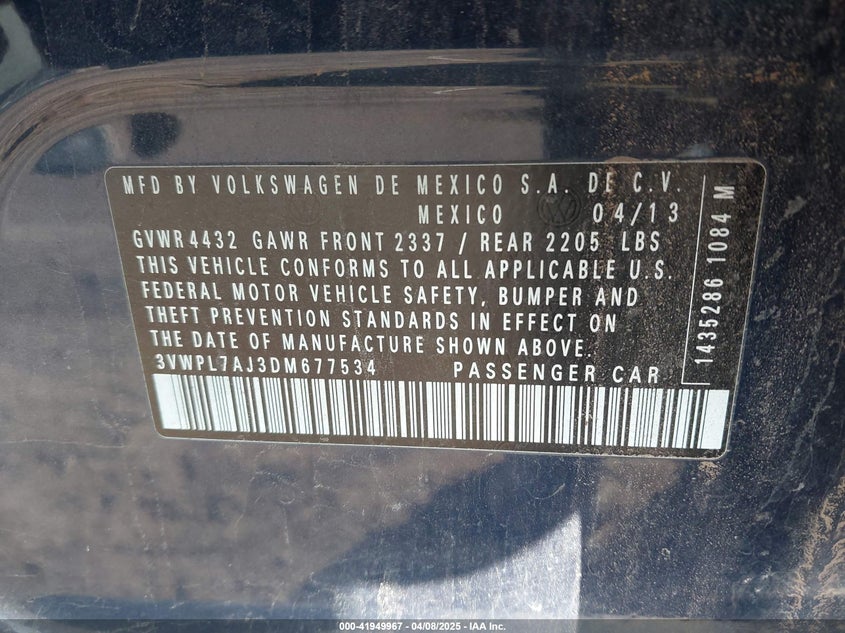 MFD BY VOLKSWAGEN DE MEXICO S.A. DE C.V.
MEXICO 04/13
GVWR4432 GAWR FRONT 2337 / REAR 2205 LBS
THIS VEHICLE CONFORMS TO ALL APPLICABLE U.S.
FEDERAL MOTOR VEHICLE SAFETY, BUMPER AND
THEFT PREVENTION STANDARDS IN EFFECT ON
THE DATE OF MANUFACTURE SHOWN ABOVE.
3VWPL7AJ3DM677534 PASSENGER CAR
1435286 1084 M
000-41949967 - 04/08/2025 - IAA Inc.